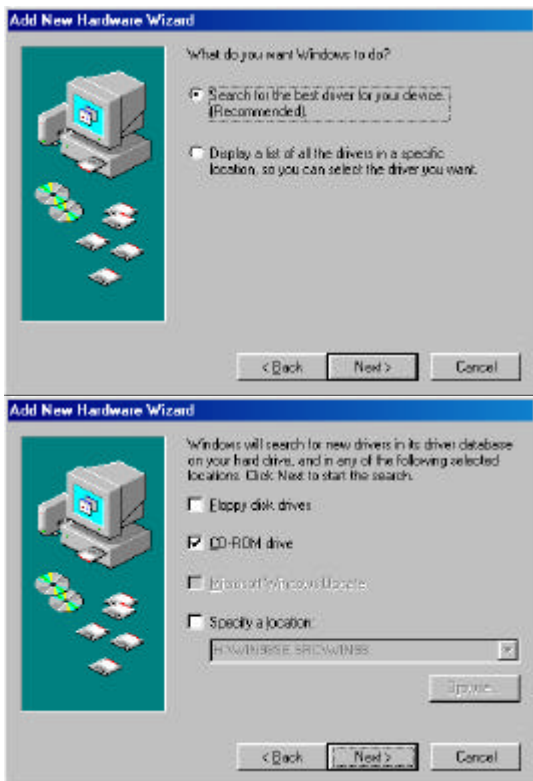 Add New Hardware Wizard
What do you want Windows to do?
Search for the best driver for your device.
(Recommended).
Display a list of all the drivers in a specific
location, so you can select the driver you want.
< Back
Next >
Cancel
Add New Hardware Wizard
Windows will search for new drivers in its driver database
on your hard drive, and in any of the following selected
locations. Click Next to start the search.
Floppy disk drives
CD-ROM drive
Microsoft Windows Update
Specify a location:
Browse...
< Back
Next >
Cancel